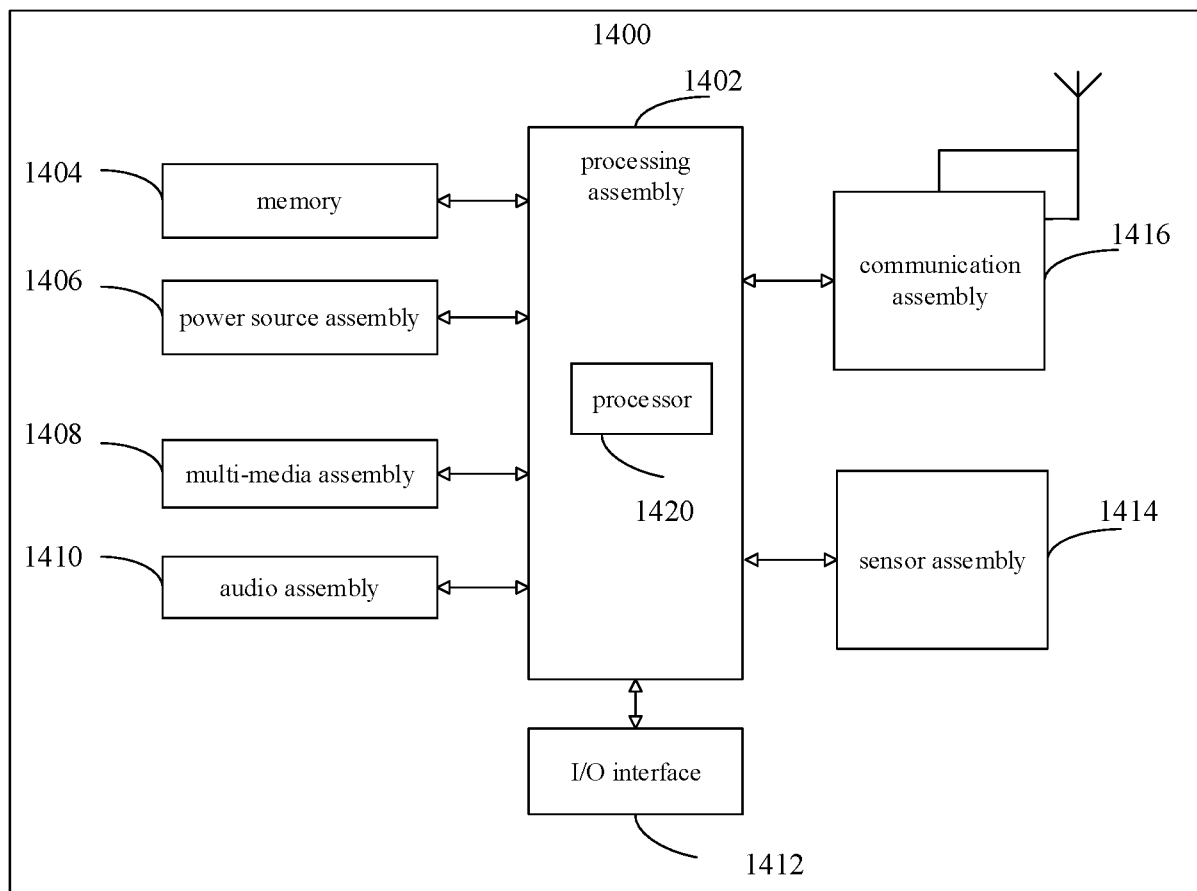 1400
1402
processing
assembly
1404
memory
1406
power source assembly
1408
multi-media assembly
1410
audio assembly
processor
1420
communication
assembly
1416
sensor assembly
1414
I/O interface
1412